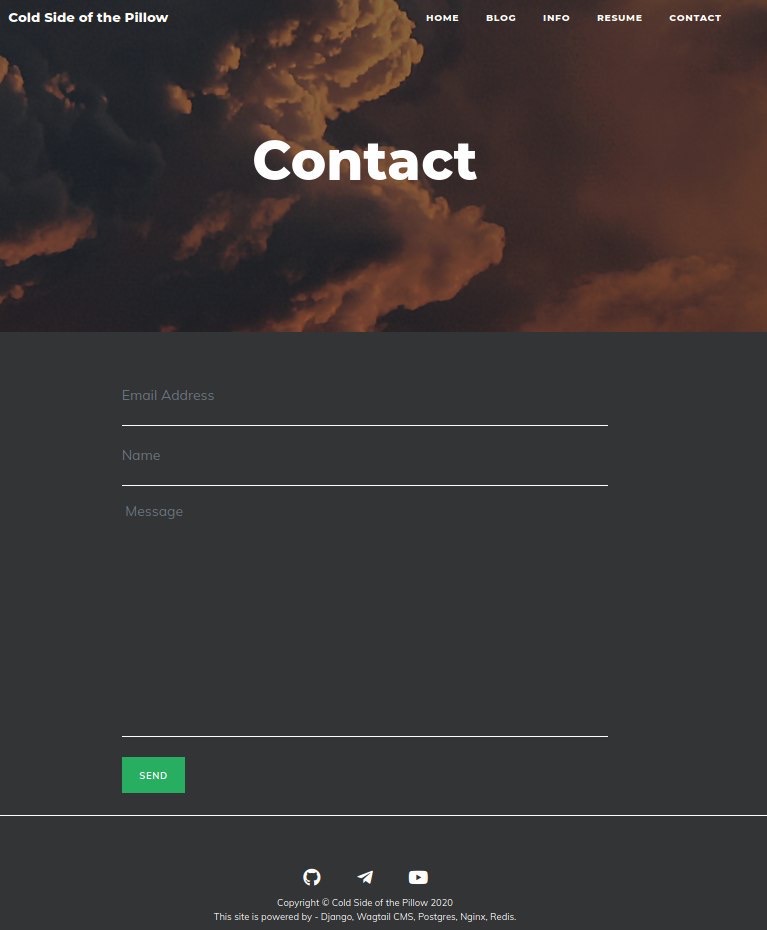 Cold Side of the Pillow
HOME BLOG INFO RESUME CONTACT
Contact
Email Address
Name
Message
SEND
Copyright © Cold Side of the Pillow 2020
This site is powered by - Django, Wagtail CMS, Postgres, Nginx, Redis.